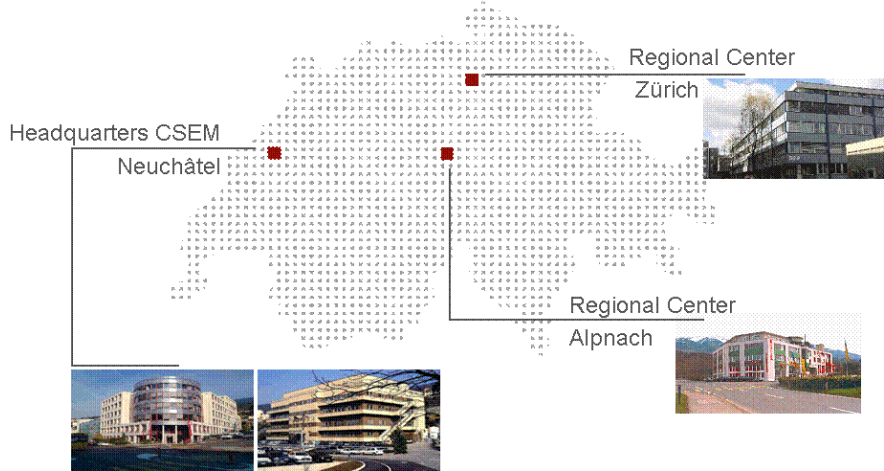 Regional Center
Zürich
Headquarters CSEM
Neuchâtel
Regional Center
Alpnach